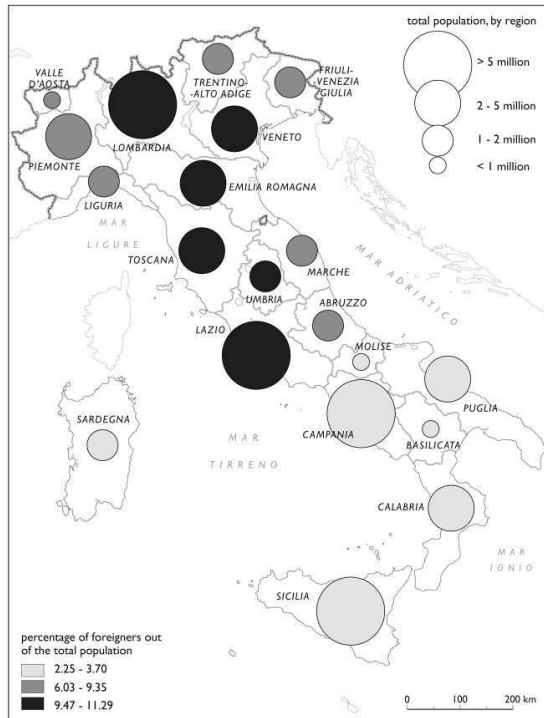 total population, by region
> 5 million
2 - 5 million
1 - 2 million
< 1 million
VALLE
D'AOSTA
TRENTINO-
ALTO ADIGE
FRIULI-
VENEZIA
GIULIA
LOMBARDIA
VENETO
PIEMONTE
EMILIA ROMAGNA
LIGURIA
MAR
LIGURE
TOSCANA
MARCHE
UMBRIA
MAR ADRIATICO
ABRUZZO
LAZIO
MOLISE
SARDEGNA
CAMPANIA
PUGLIA
BASILICATA
MAR
TIRRENO
CALABRIA
MAR
IONIO
SICILIA
percentage of foreigners out
of the total population
2.25 - 3.70
6.03 - 9.35
9.47 - 11.29
0 100 200 km